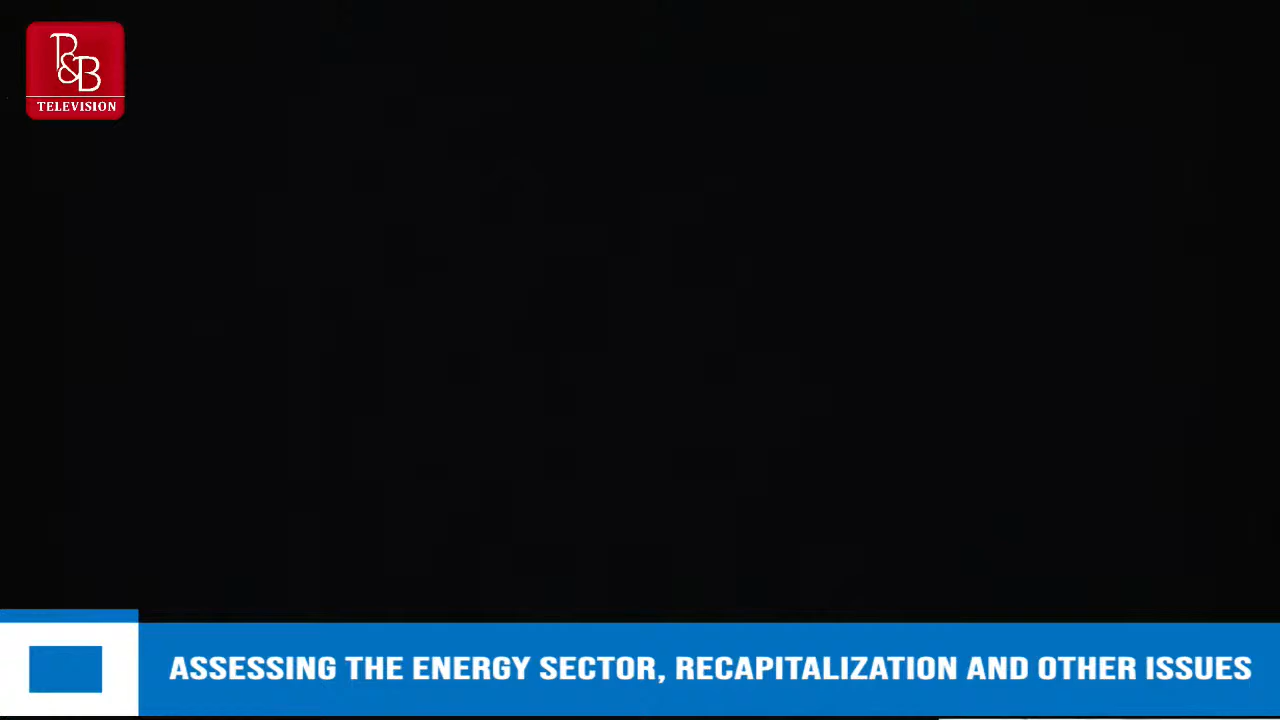 P&B
TELEVISION
ASSESSING THE ENERGY SECTOR, RECAPITALIZATION AND OTHER ISSUES